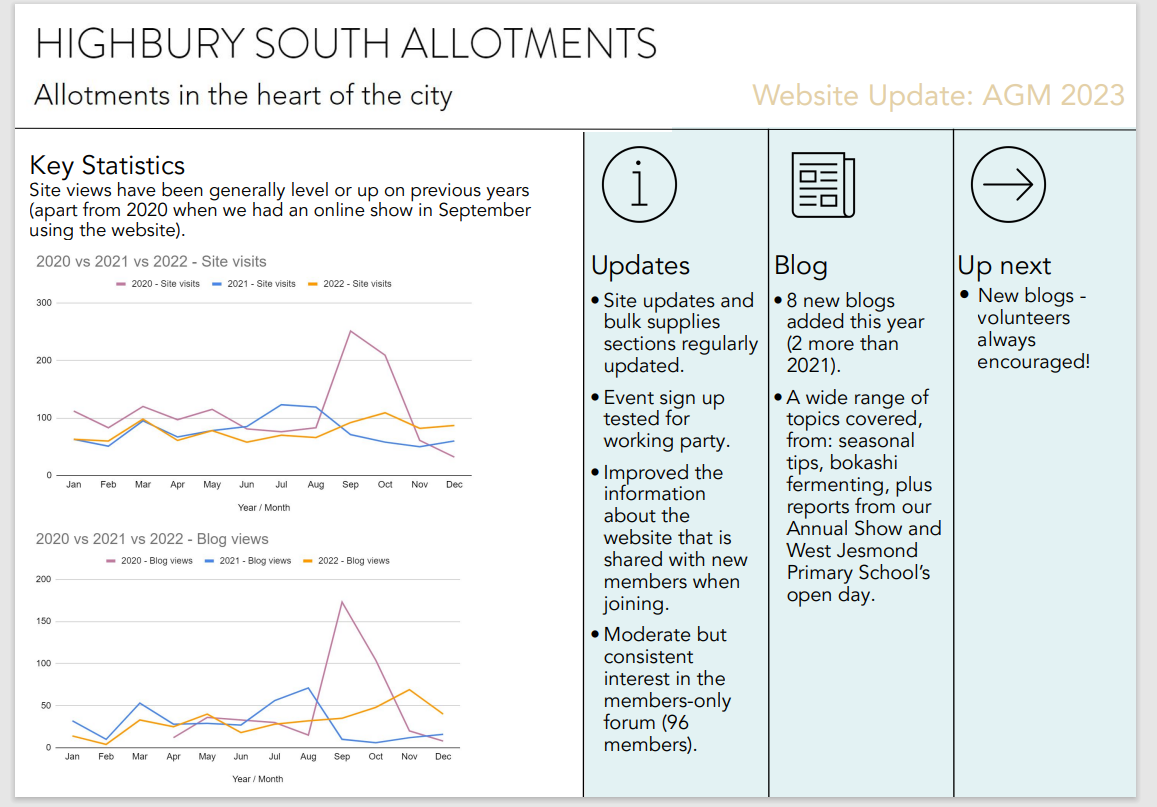 HIGHBURY SOUTH ALLOTMENTS
Allotments in the heart of the city
Website Update: AGM 2023
Key Statistics
Site views have been generally level or up on previous years
(apart from 2020 when we had an online show in September
using the website).
2020 vs 2021 vs 2022 - Site visits
2020 - Site visits 2021 - Site visits 2022 - Site visits
300
200
100
0
Jan Feb Mar Apr May Jun Jul Aug Sep Oct Nov Dec
Year / Month
2020 vs 2021 vs 2022 - Blog views
2020 - Blog views 2021 - Blog views 2022 - Blog views
200
150
100
50
0
Jan Feb Mar Apr May Jun Jul Aug Sep Oct Nov Dec
Year / Month
i
Updates
• Site updates and
bulk supplies
sections regularly
updated.
• Event sign up
tested for
working party.
• Improved the
information
about the
website that is
shared with new
members when
joining.
• Moderate but
consistent
interest in the
members-only
forum (96
members).
Blog
• 8 new blogs
added this year
(2 more than
2021).
• A wide range of
topics covered,
from: seasonal
tips, bokashi
fermenting, plus
reports from our
Annual Show and
West Jesmond
Primary School's
open day.
Up next
• New blogs -
volunteers
always
encouraged!